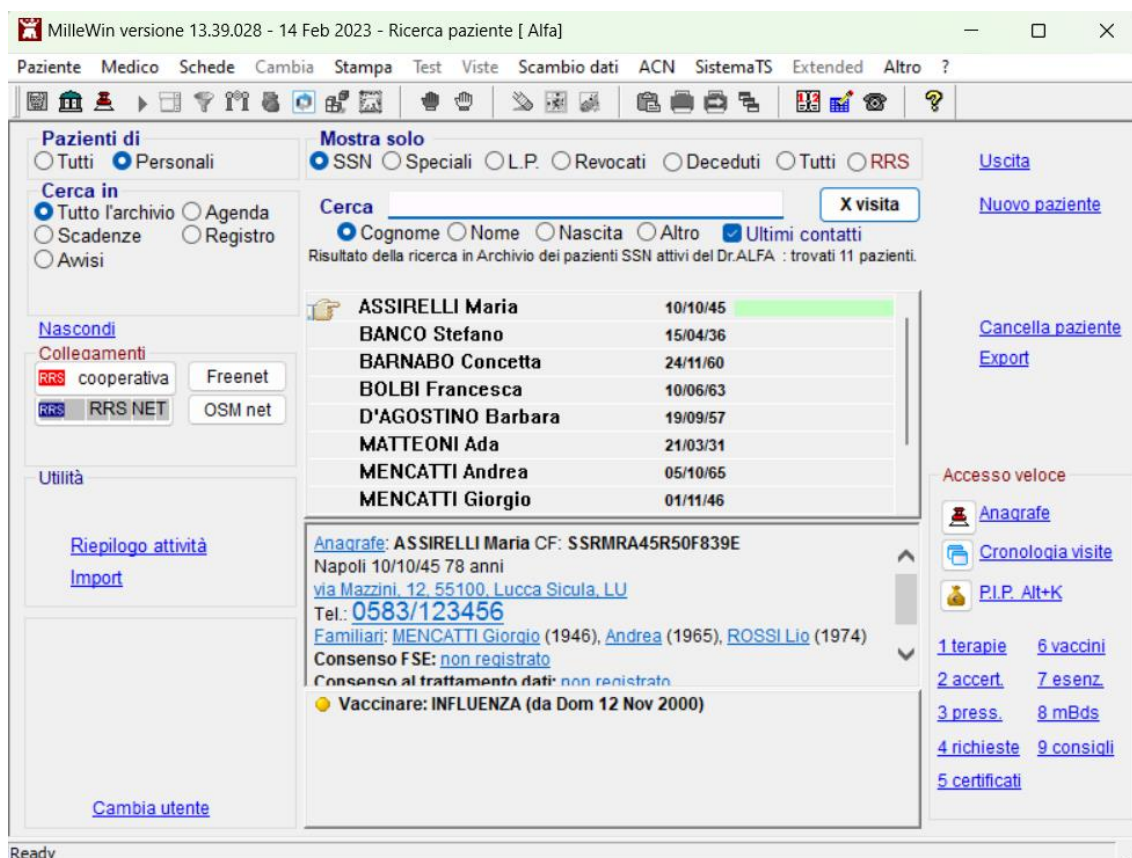 MilleWin versione 13.39.028 - 14 Feb 2023 - Ricerca paziente [ Alfa]
Paziente Medico Schede Cambia Stampa Test Viste Scambio dati ACN SistemaTS Extended Altro ?
Pazienti di
Tutti Personali
Mostra solo
SSN Speciali L.P. Revocati Deceduti Tutti RRS
Uscita
Cerca in
Tutto l'archivio Agenda
Scadenze Registro
Avvisi
Cerca X visita
Cognome Nome Nascita Altro Ultimi contatti
Risultato della ricerca in Archivio dei pazienti SSN attivi del Dr.ALFA : trovati 11 pazienti.
Nuovo paziente
ASSIRELLI Maria 10/10/45
BANCO Stefano 15/04/36
BARNABO Concetta 24/11/60
BOLBI Francesca 10/06/63
D'AGOSTINO Barbara 19/09/57
MATTEONI Ada 21/03/31
MENCATTI Andrea 05/10/65
MENCATTI Giorgio 01/11/46
Cancella paziente
Export
Nascondi
Collegamenti
RRS cooperativa Freenet
RRS RRS NET OSM net
Utilità
Riepilogo attività
Import
Anagrafe: ASSIRELLI Maria CF: SSRMRA45R50F839E
Napoli 10/10/45 78 anni
via Mazzini, 12, 55100, Lucca Sicula, LU
Tel.: 0583/123456
Familiari: MENCATTI Giorgio (1946), Andrea (1965), ROSSI Lio (1974)
Consenso FSE: non registrato
Consenso al trattamento dati: non registrato
Vaccinare: INFLUENZA (da Dom 12 Nov 2000)
Accesso veloce
Anagrafe
Cronologia visite
P.I.P. Alt+K
1 terapie 6 vaccini
2 accert. 7 esenz.
3 press. 8 mBds
4 richieste 9 consigli
5 certificati
Cambia utente
Ready